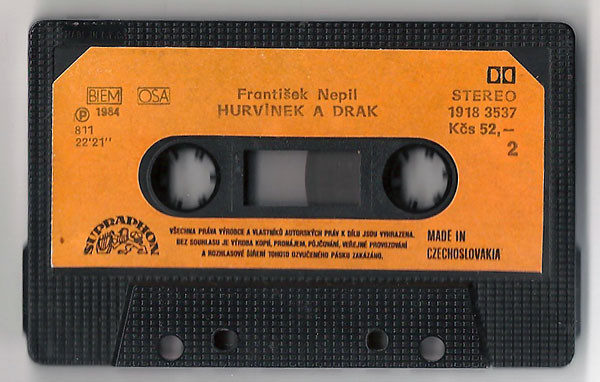 BIEM OSA
František Nepil
HURVÍNEK A DRAK
STEREO
1918 3537
Kčs 52,–
2
Ⓟ 1984
811
22'21"
SUPRAPHON
VŠECHNA PRÁVA VÝROBCE A VLASTNÍKŮ AUTORSKÝCH PRÁV K DÍLU JSOU VYHRAZENA.
BEZ SOUHLASU JE VÝROBA KOPIÍ, PRONÁJEM, PŮJČOVÁNÍ, VEŘEJNÉ PROVOZOVÁNÍ
A ROZHLASOVÉ ŠÍŘENÍ TOHOTO OZVUČENÉHO PÁSKU ZAKÁZÁNO.
MADE IN
CZECHOSLOVAKIA